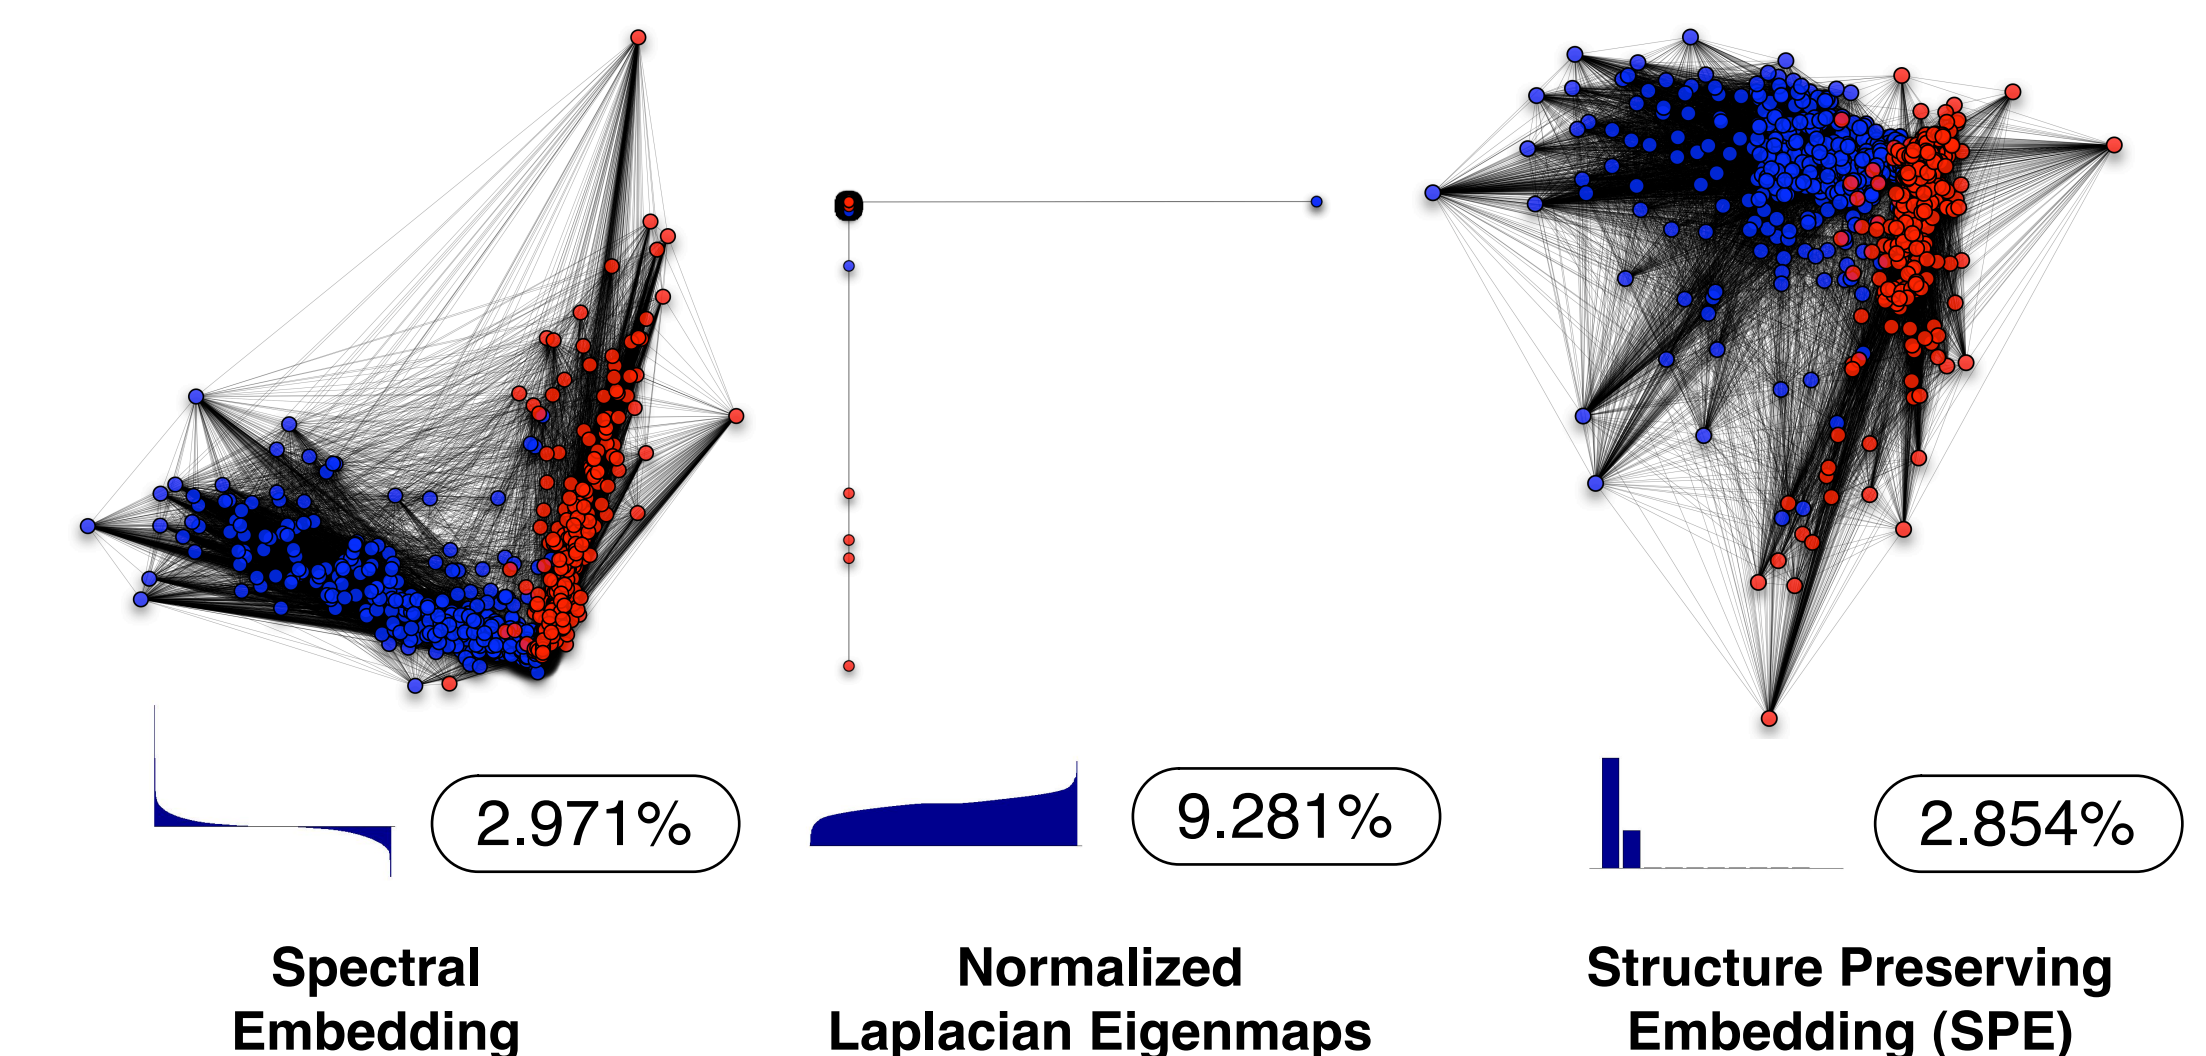 2.971%
9.281%
2.854%
Spectral
Embedding
Normalized
Laplacian Eigenmaps
Structure Preserving
Embedding (SPE)